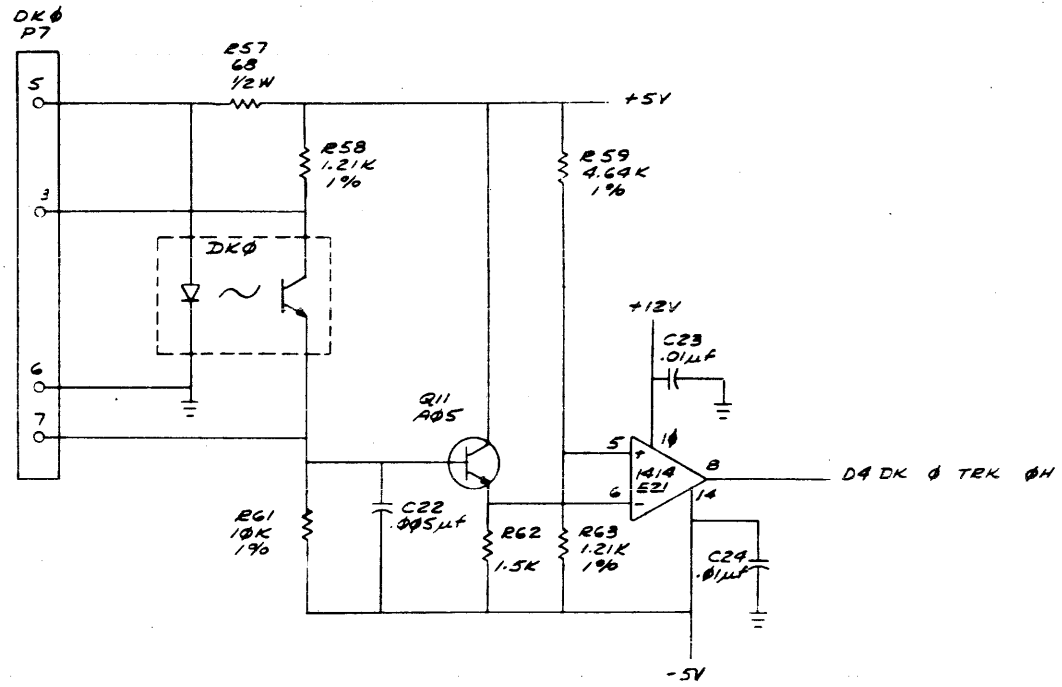 DKØ
P7
5
R57
68
1/2W
+5V
R58
1.21K
1%
R59
4.64K
1%
3
DKØ
+12V
C23
.01µf
6
7
Q11
AØ5
5
+
1Ø
1414
E21
6
-
8
14
D4 DK Ø TRK ØH
R61
1ØK
1%
C22
.ØØ5µf
R62
1.5K
R63
1.21K
1%
C24
.Ø1µf
-5V